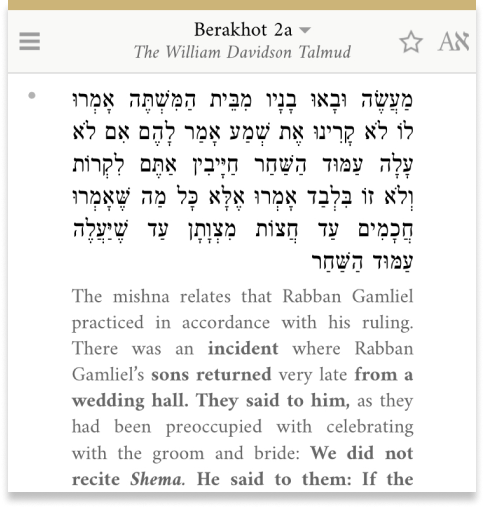 Berakhot 2a
The William Davidson Talmud
Aא
מַעֲשֶׂה וּבָאוּ בָנָיו מִבֵּית הַמִּשְׁתֶּה אָמְרוּ
לוֹ לֹא קָרִינוּ אֶת שְׁמַע אָמַר לָהֶם אִם לֹא
עָלָה עַמּוּד הַשַּׁחַר חַיָּיבִין אַתֶּם לִקְרוֹת
וְלֹא זוֹ בִּלְבַד אָמְרוּ אֶלָּא כׇּל מַה שֶּׁאָמְרוּ
חֲכָמִים עַד חֲצוֹת מִצְוָתָן עַד שֶׁיַּעֲלֶה
עַמּוּד הַשַּׁחַר
The mishna relates that Rabban Gamliel
practiced in accordance with his ruling.
There was an incident where Rabban
Gamliel’s sons returned very late from a
wedding hall. They said to him, as they
had been preoccupied with celebrating
with the groom and bride: We did not
recite Shema. He said to them: If the